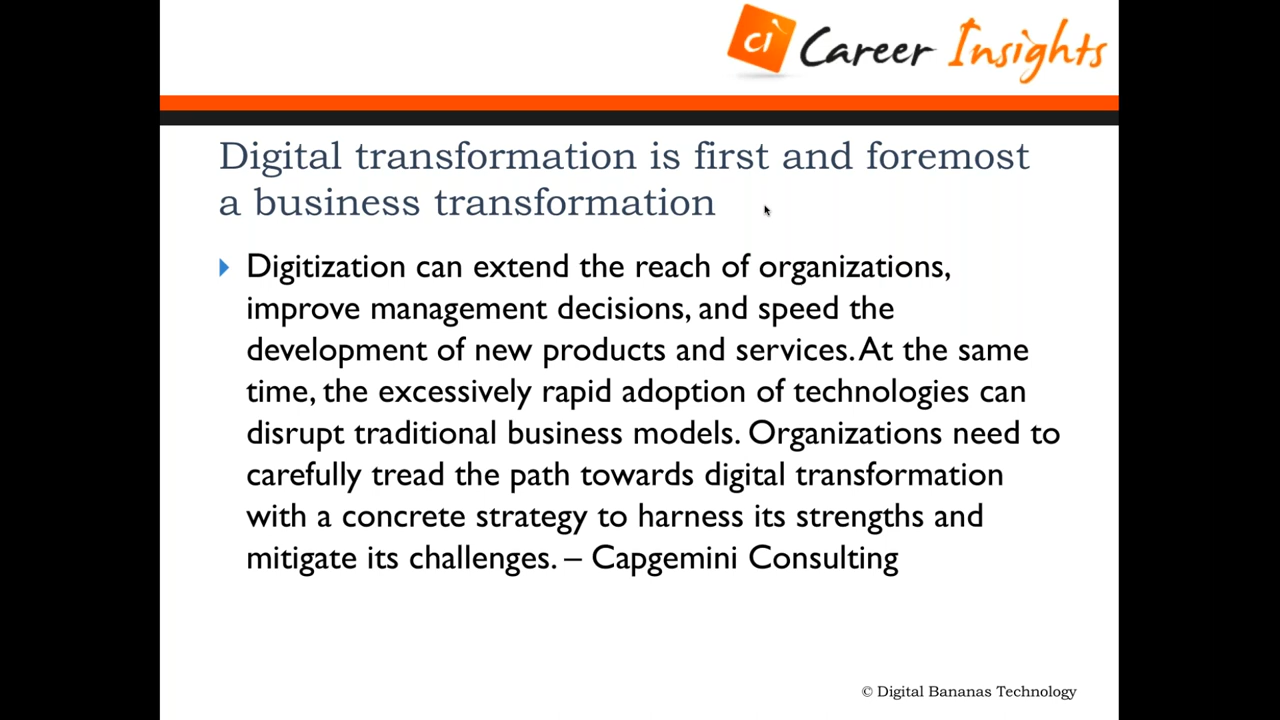 ci Career Insights
Digital transformation is first and foremost
a business transformation
Digitization can extend the reach of organizations,
improve management decisions, and speed the
development of new products and services. At the same
time, the excessively rapid adoption of technologies can
disrupt traditional business models. Organizations need to
carefully tread the path towards digital transformation
with a concrete strategy to harness its strengths and
mitigate its challenges. – Capgemini Consulting
© Digital Bananas Technology